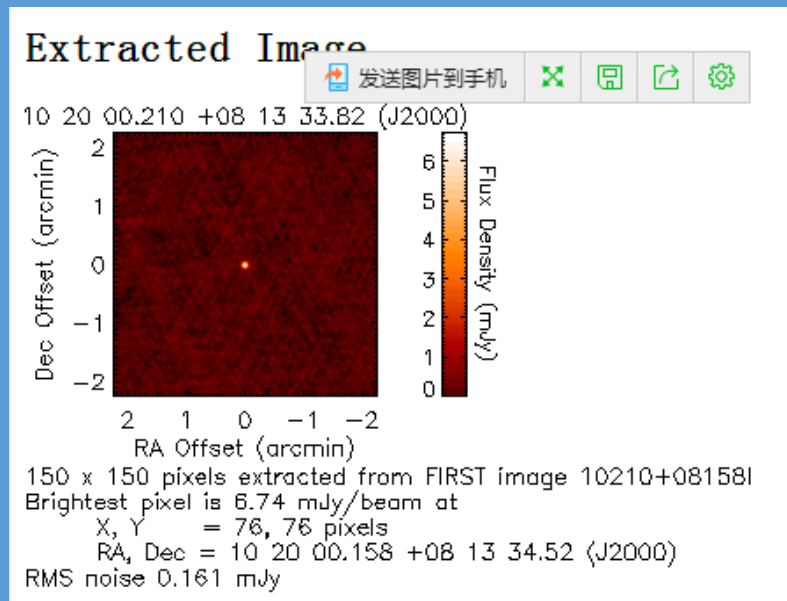 Extracted Image
发送图片到手机
10 20 00.210 +08 13 33.82 (J2000)
Dec Offset (arcmin)
2
1
0
−1
−2
2 1 0 −1 −2
RA Offset (arcmin)
6
5
4
3
2
1
0
Flux Density (mJy)
150 x 150 pixels extracted from FIRST image 10210+08158I
Brightest pixel is 6.74 mJy/beam at
X, Y = 76, 76 pixels
RA, Dec = 10 20 00.158 +08 13 34.52 (J2000)
RMS noise 0.161 mJy